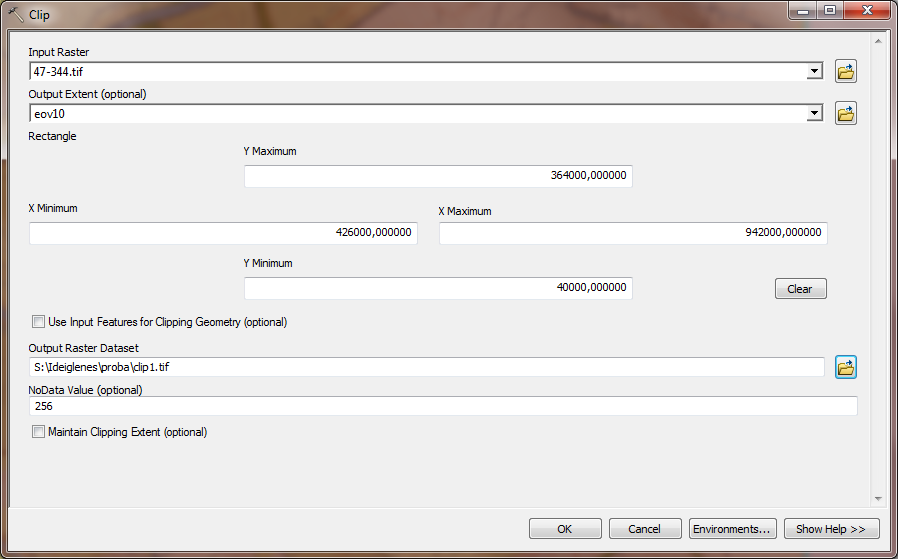 Clip
Input Raster
47-344.tif
Output Extent (optional)
eov10
Rectangle
Y Maximum
364000,000000
X Minimum
X Maximum
426000,000000
942000,000000
Y Minimum
40000,000000
Clear
Use Input Features for Clipping Geometry (optional)
Output Raster Dataset
S:\Ideiglenes\proba\clip1.tif
NoData Value (optional)
256
Maintain Clipping Extent (optional)
OK
Cancel
Environments...
Show Help >>